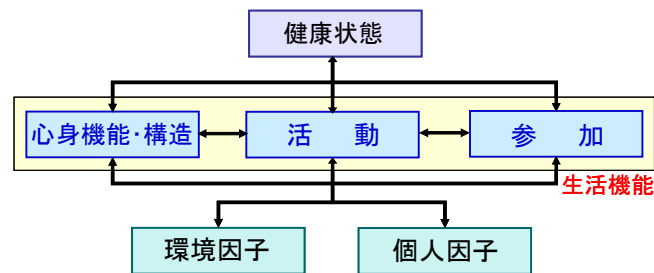 健康状態
心身機能・構造
活　動
参　加
生活機能
環境因子
個人因子